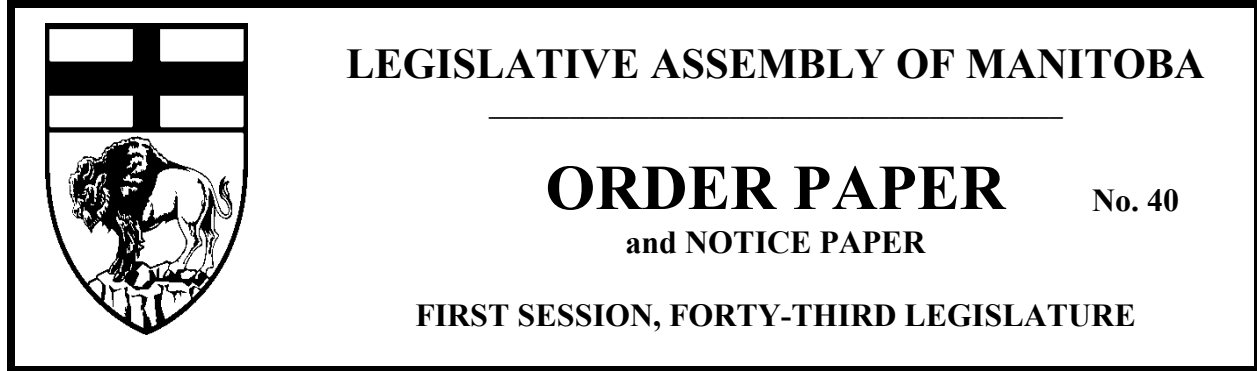 LEGISLATIVE ASSEMBLY OF MANITOBA
ORDER PAPER No. 40
and NOTICE PAPER
FIRST SESSION, FORTY-THIRD LEGISLATURE